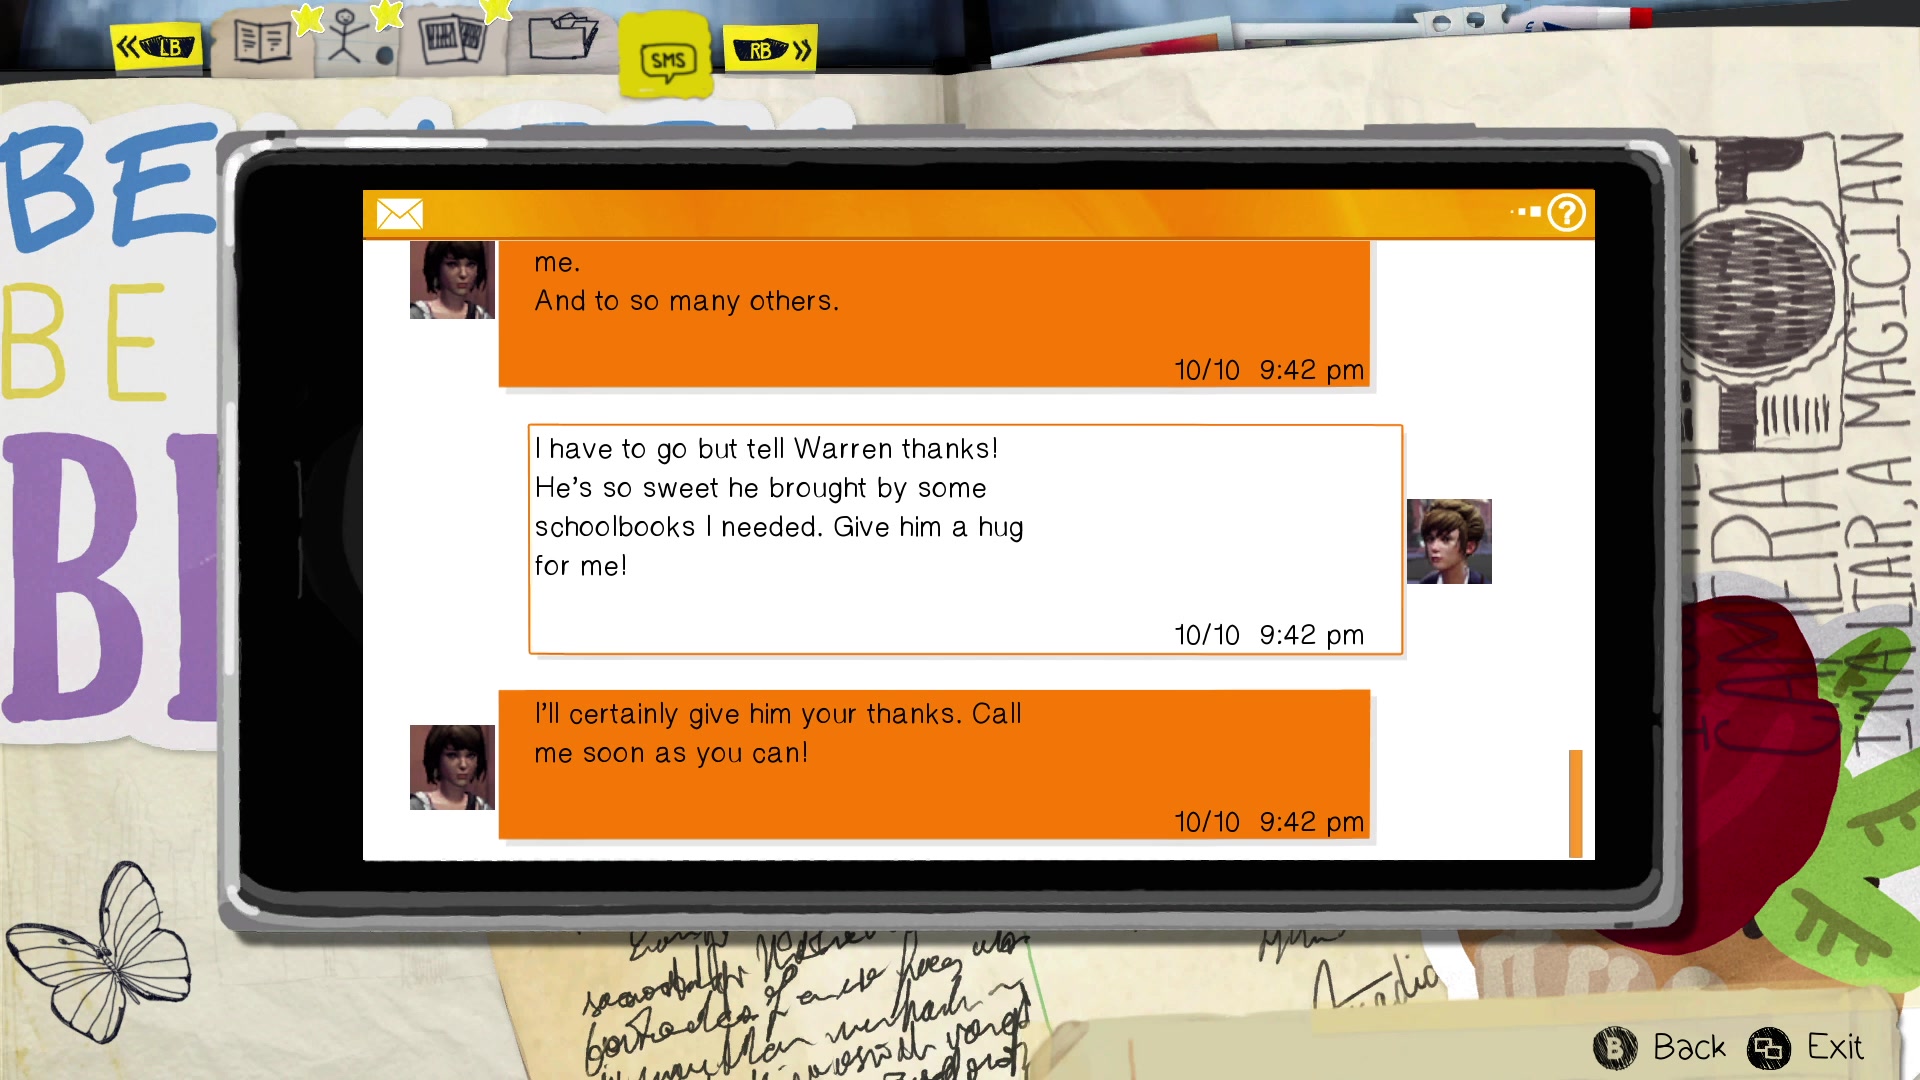 LB
SMS
RB
BE
BE
me.
And to so many others.
10/10 9:42 pm
I have to go but tell Warren thanks!
He's so sweet he brought by some
schoolbooks I needed. Give him a hug
for me!
10/10 9:42 pm
I'll certainly give him your thanks. Call
me soon as you can!
10/10 9:42 pm
?
CAMERA
I'M A LIAR, A MAGICIAN
B Back
Exit